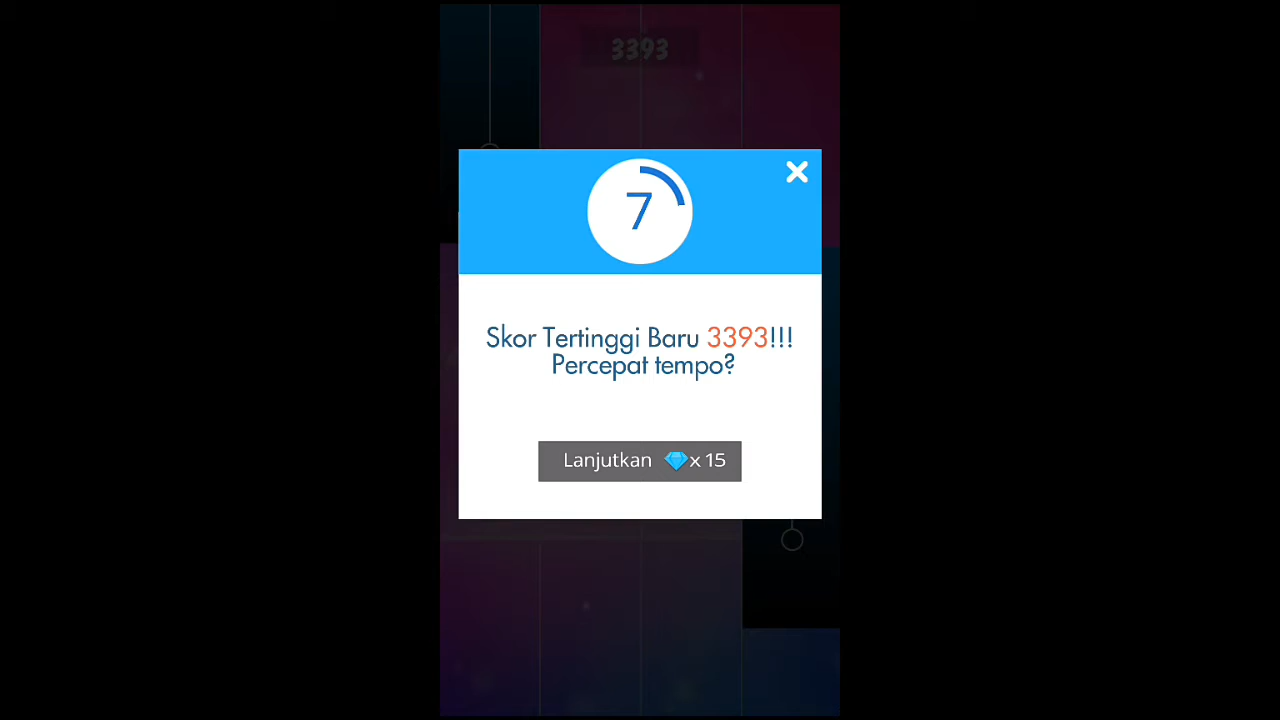 3393
7
Skor Tertinggi Baru 3393!!!
Percepat tempo?
Lanjutkan x 15